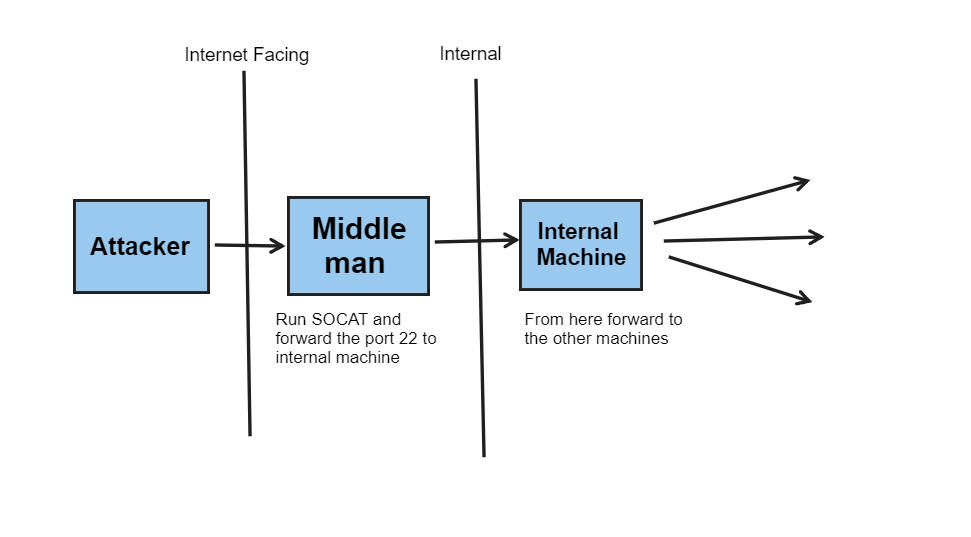 Internet Facing
Internal
Attacker
Middle
man
Internal
Machine
Run SOCAT and
forward the port 22 to
internal machine
From here forward to
the other machines